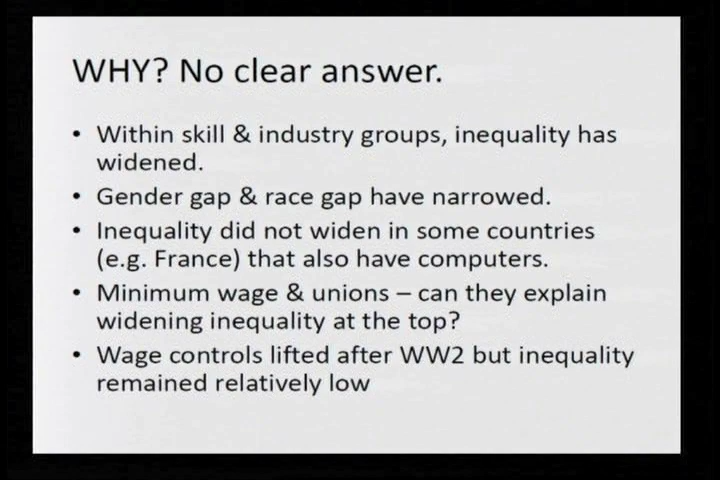 WHY? No clear answer.
• Within skill & industry groups, inequality has
widened.
• Gender gap & race gap have narrowed.
• Inequality did not widen in some countries
(e.g. France) that also have computers.
• Minimum wage & unions – can they explain
widening inequality at the top?
• Wage controls lifted after WW2 but inequality
remained relatively low